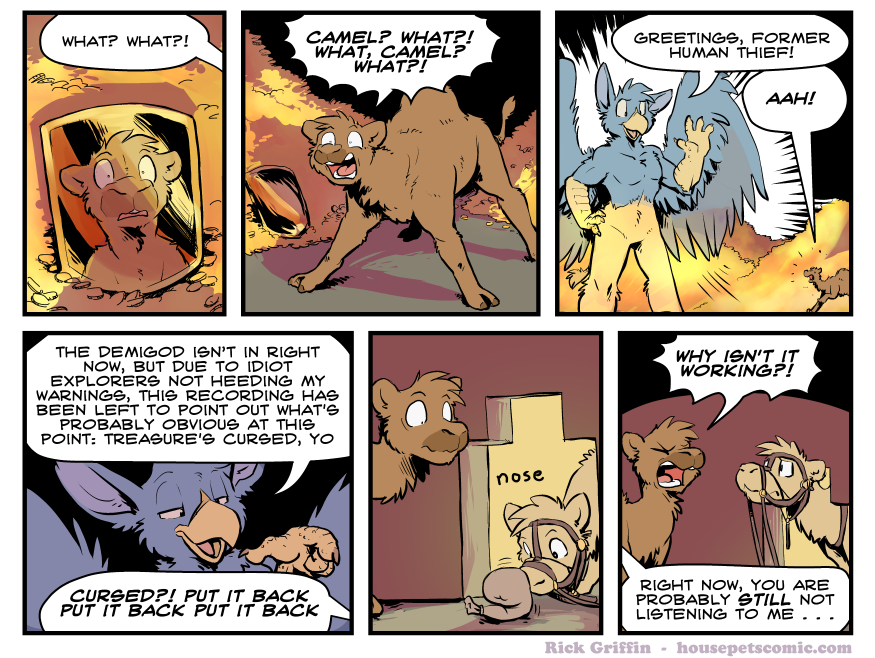 WHAT? WHAT?!
CAMEL? WHAT?!
WHAT, CAMEL?
WHAT?!
GREETINGS, FORMER
HUMAN THIEF!
AAH!
THE DEMIGOD ISN'T IN RIGHT
NOW, BUT DUE TO IDIOT
EXPLORERS NOT HEEDING MY
WARNINGS, THIS RECORDING HAS
BEEN LEFT TO POINT OUT WHAT'S
PROBABLY OBVIOUS AT THIS
POINT: TREASURE'S CURSED, YO
CURSED?! PUT IT BACK
PUT IT BACK PUT IT BACK
nose
WHY ISN'T IT
WORKING?!
RIGHT NOW, YOU ARE
PROBABLY STILL NOT
LISTENING TO ME . . .
Rick Griffin - housepetscomic.com